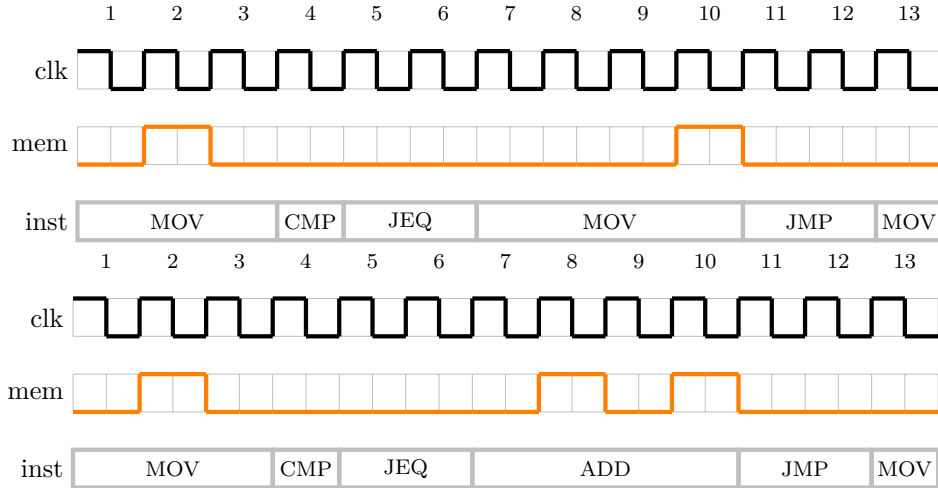 1 2 3 4 5 6 7 8 9 10 11 12 13
clk
mem
inst MOV CMP JEQ MOV JMP MOV
1 2 3 4 5 6 7 8 9 10 11 12 13
clk
mem
inst MOV CMP JEQ ADD JMP MOV